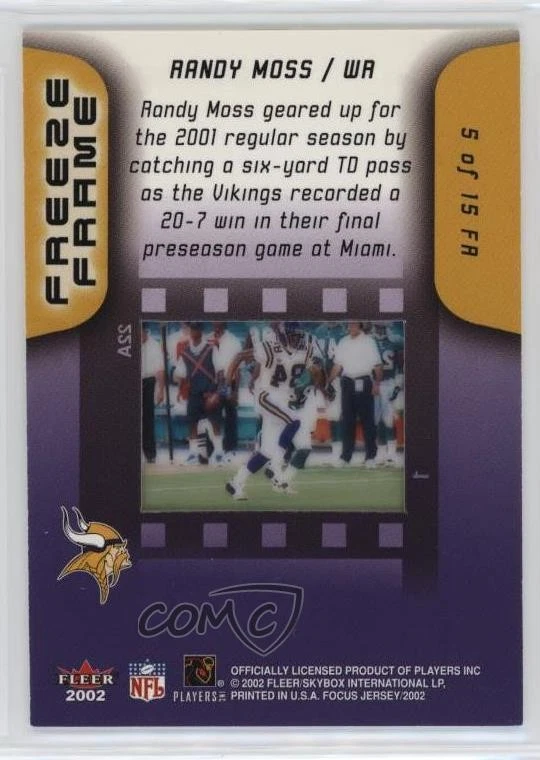 FREEZE
FRAME
RANDY MOSS / WR
Randy Moss geared up for
the 2001 regular season by
catching a six-yard TD pass
as the Vikings recorded a
20-7 win in their final
preseason game at Miami.
5 of 15 FR
22A
COMC
FLEER
2002
NFL
PLAYERS INC
OFFICIALLY LICENSED PRODUCT OF PLAYERS INC
© 2002 FLEER/SKYBOX INTERNATIONAL LP,
PRINTED IN U.S.A. FOCUS JERSEY/2002